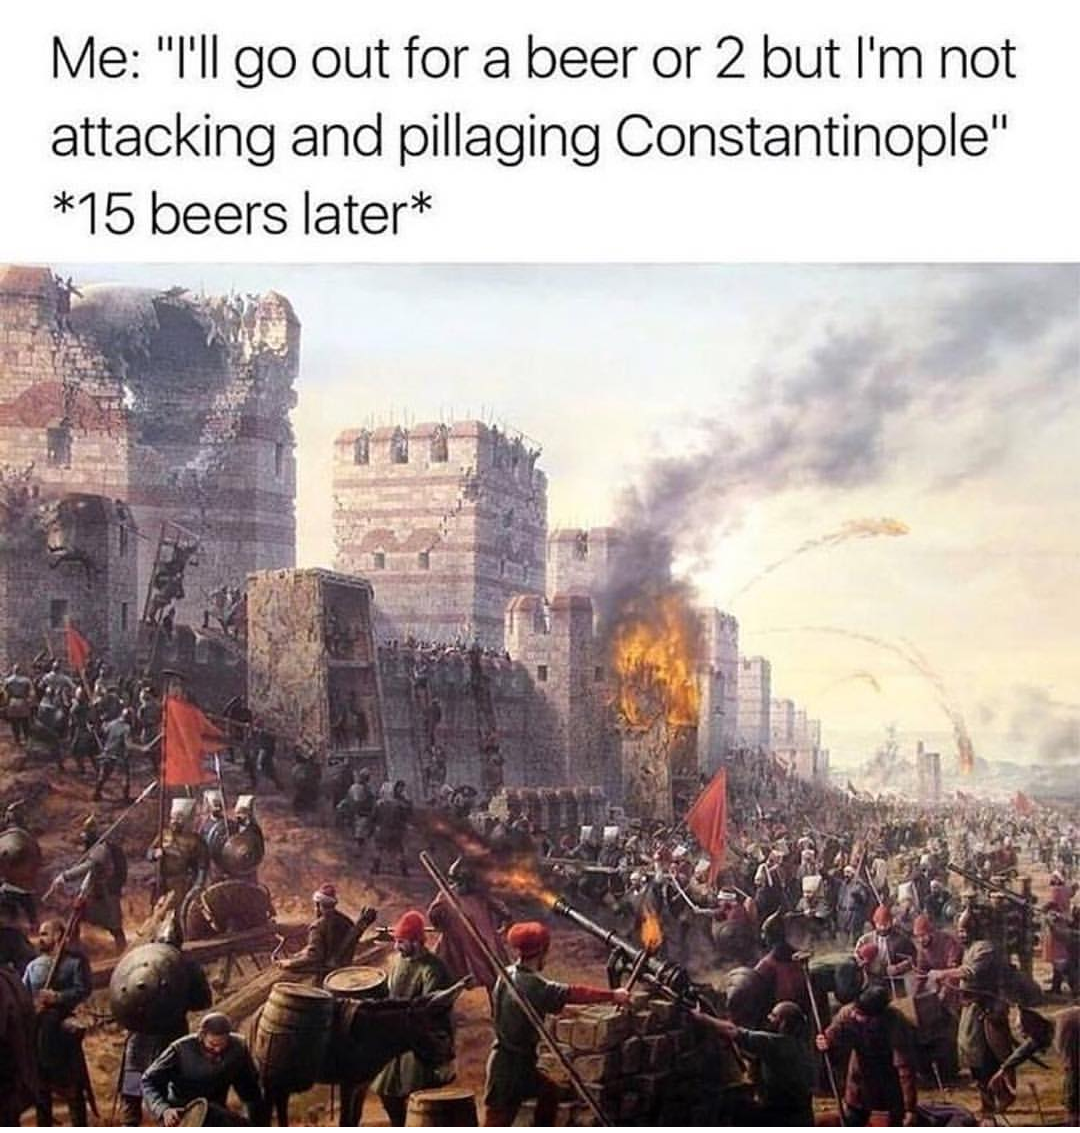 Me: "I'll go out for a beer or 2 but I'm not
attacking and pillaging Constantinople"
*15 beers later*